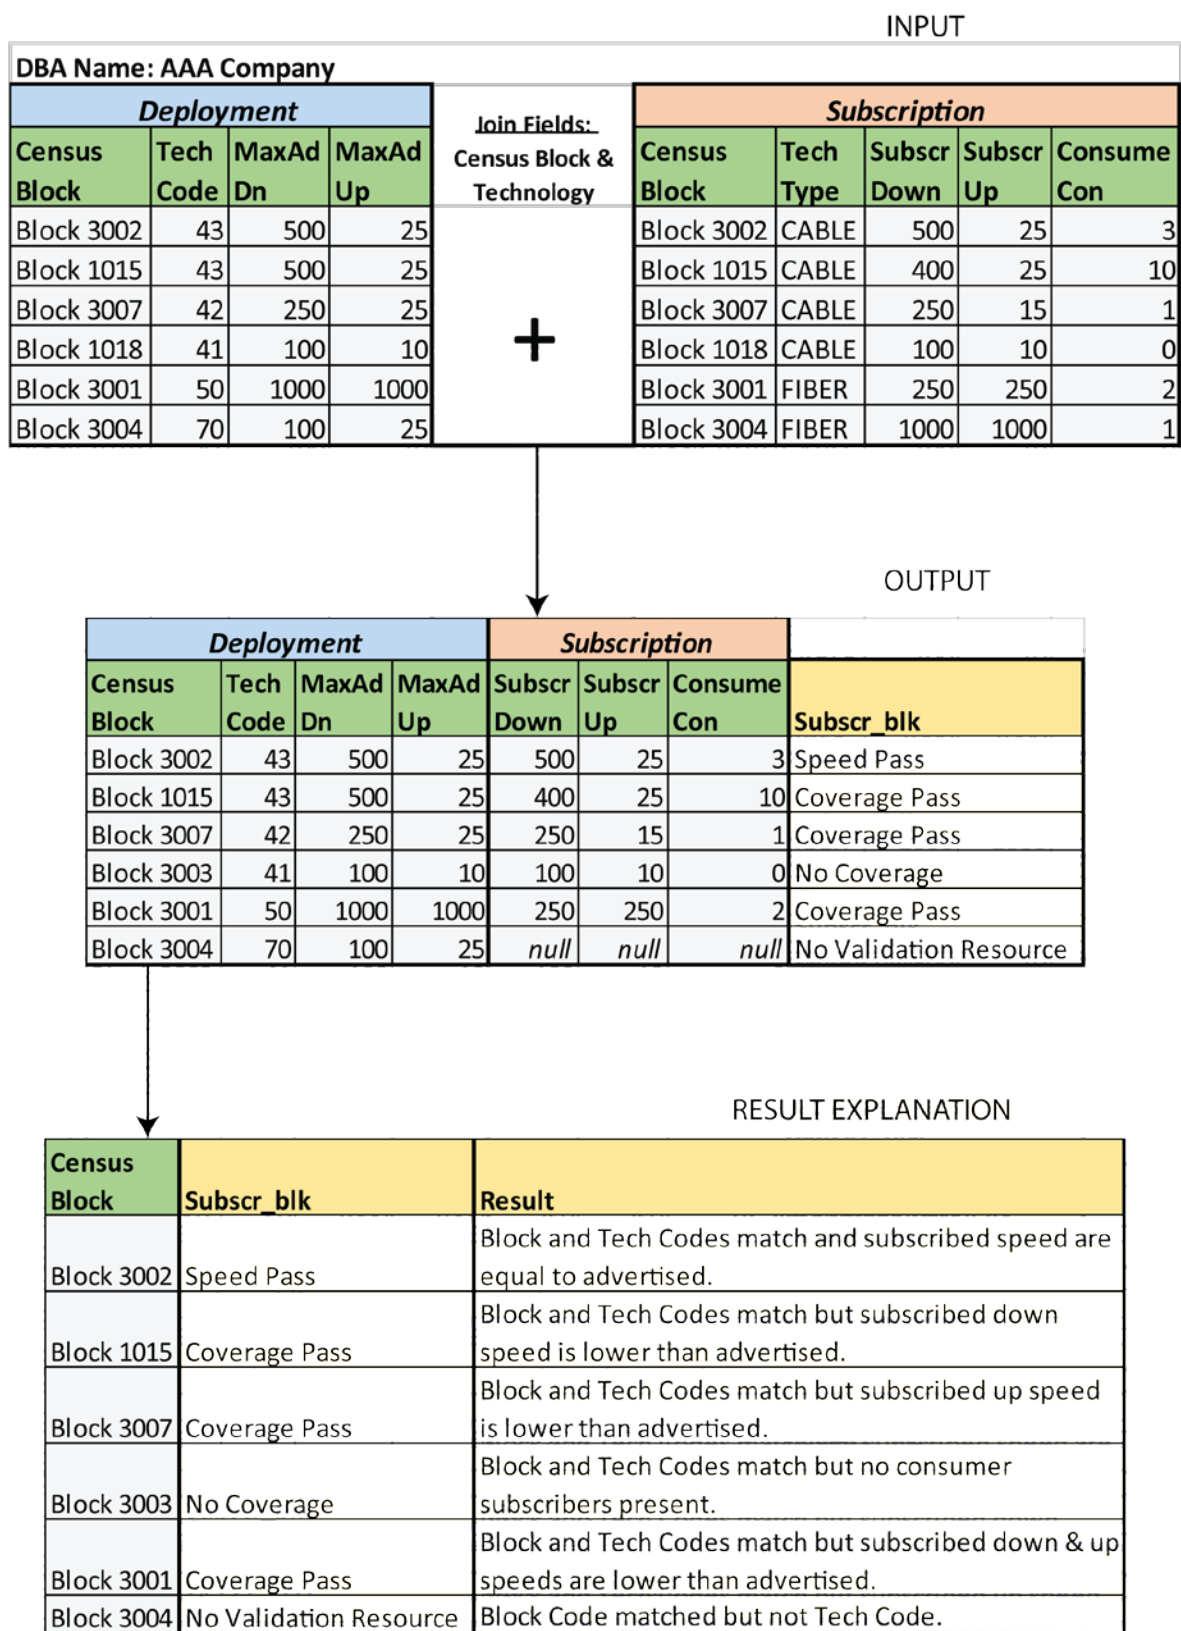 INPUT
DBA Name: AAA Company
Deployment
Join Fields:
Census Block &
Technology
Subscription
Census Block Tech Code MaxAd Dn MaxAd Up Census Block Tech Type Subscr Down Subscr Up Consume Con
Block 3002 43 500 25 Block 3002 CABLE 500 25 3
Block 1015 43 500 25 Block 1015 CABLE 400 25 10
Block 3007 42 250 25 Block 3007 CABLE 250 15 1
+
Block 1018 41 100 10 Block 1018 CABLE 100 10 0
Block 3001 50 1000 1000 Block 3001 FIBER 250 250 2
Block 3004 70 100 25 Block 3004 FIBER 1000 1000 1
OUTPUT
Deployment Subscription
Census Block Tech Code MaxAd Dn MaxAd Up Subscr Down Subscr Up Consume Con Subscr_blk
Block 3002 43 500 25 500 25 3 Speed Pass
Block 1015 43 500 25 400 25 10 Coverage Pass
Block 3007 42 250 25 250 15 1 Coverage Pass
Block 3003 41 100 10 100 10 0 No Coverage
Block 3001 50 1000 1000 250 250 2 Coverage Pass
Block 3004 70 100 25 null null null No Validation Resource
RESULT EXPLANATION
Census Block Subscr_blk Result
Block 3002 Speed Pass Block and Tech Codes match and subscribed speed are
equal to advertised.
Block 1015 Coverage Pass Block and Tech Codes match but subscribed down
speed is lower than advertised.
Block 3007 Coverage Pass Block and Tech Codes match but subscribed up speed
is lower than advertised.
Block 3003 No Coverage Block and Tech Codes match but no consumer
subscribers present.
Block 3001 Coverage Pass Block and Tech Codes match but subscribed down & up
speeds are lower than advertised.
Block 3004 No Validation Resource Block Code matched but not Tech Code.